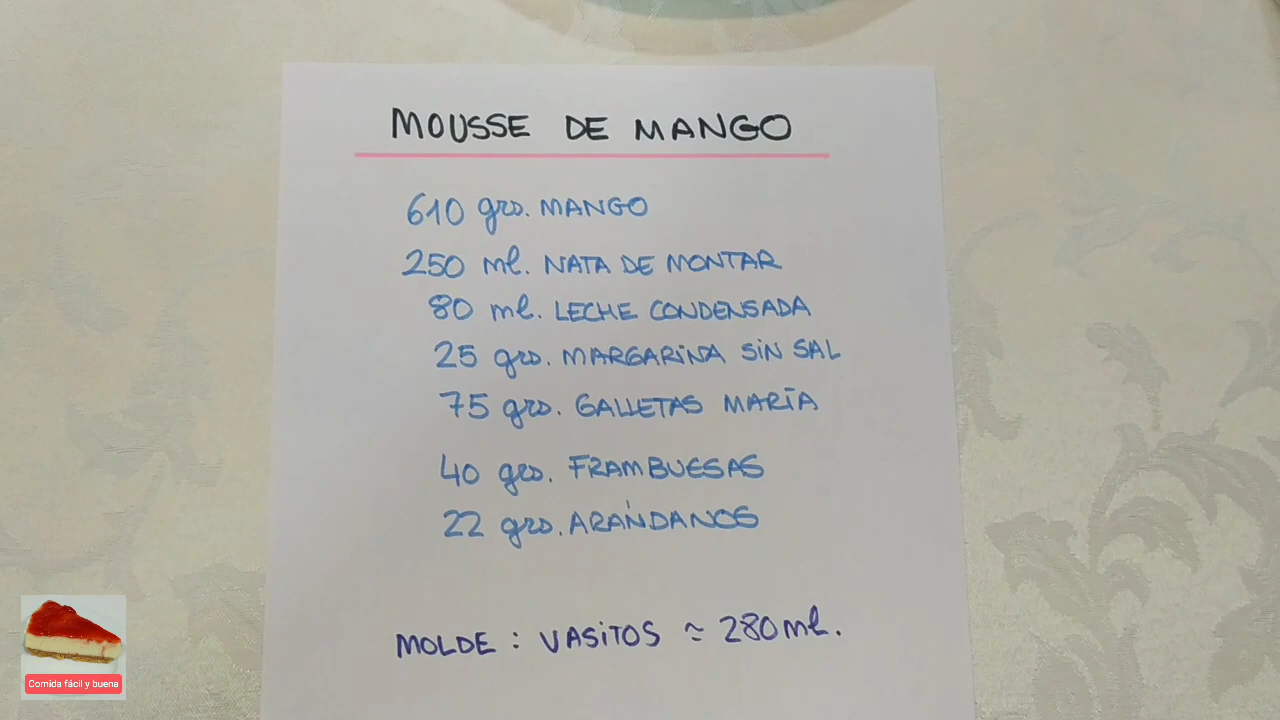 MOUSSE DE MANGO
610 grs. MANGO
250 ml. NATA DE MONTAR
80 ml. LECHE CONDENSADA
25 grs. MARGARINA SIN SAL
75 grs. GALLETAS MARÍA
40 grs. FRAMBUESAS
22 grs. ARÁNDANOS
MOLDE : VASITOS ≈ 280 ml.
Comida fácil y buena